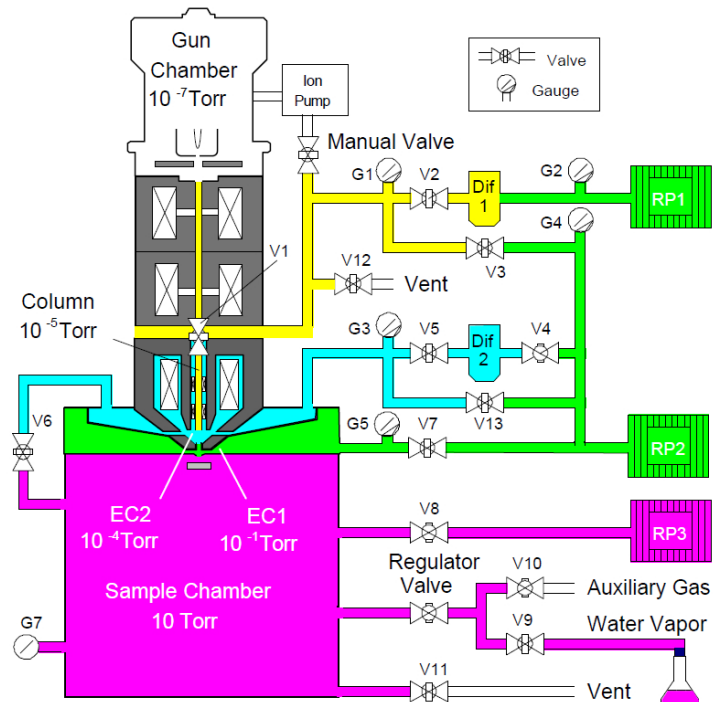 Gun
Chamber
10 -7Torr
Ion
Pump
Valve
Gauge
Manual Valve
G1
V2
Dif
1
G2
RP1
G4
V3
V1
V12
Vent
Column
10 -5Torr
G3
V5
Dif
2
V4
V6
G5
V7
V13
RP2
EC2
10 -4Torr
EC1
10 -1Torr
V8
RP3
Regulator
Valve
V10
Auxiliary Gas
Sample Chamber
10 Torr
V9
Water Vapor
G7
V11
Vent